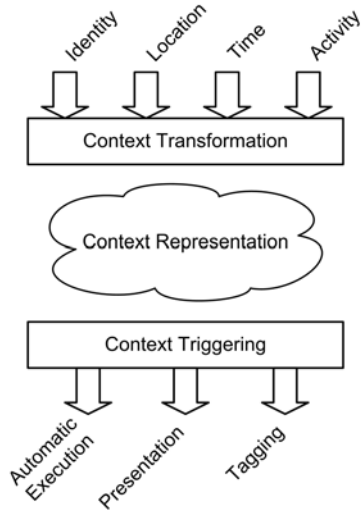 Identity
Location
Time
Activity
Context Transformation
Context Representation
Context Triggering
Automatic
Execution
Presentation
Tagging